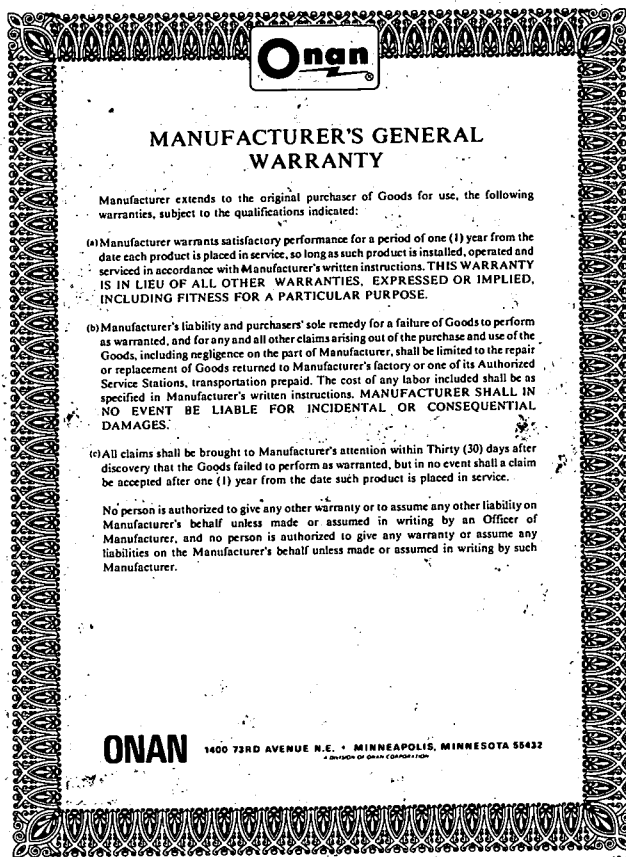 Onan
MANUFACTURER'S GENERAL
WARRANTY
Manufacturer extends to the original purchaser of Goods for use, the following
warranties, subject to the qualifications indicated:
(a) Manufacturer warrants satisfactory performance for a period of one (1) year from the
date each product is placed in service, so long as such product is installed, operated and
serviced in accordance with Manufacturer's written instructions. THIS WARRANTY
IS IN LIEU OF ALL OTHER WARRANTIES, EXPRESSED OR IMPLIED,
INCLUDING FITNESS FOR A PARTICULAR PURPOSE.
(b) Manufacturer's liability and purchasers' sole remedy for a failure of Goods to perform
as warranted, and for any and all other claims arising out of the purchase and use of the
Goods, including negligence on the part of Manufacturer, shall be limited to the repair
or replacement of Goods returned to Manufacturer's factory or one of its Authorized
Service Stations, transportation prepaid. The cost of any labor included shall be as
specified in Manufacturer's written instructions. MANUFACTURER SHALL IN
NO EVENT BE LIABLE FOR INCIDENTAL OR CONSEQUENTIAL
DAMAGES.
(c) All claims shall be brought to Manufacturer's attention within Thirty (30) days after
discovery that the Goods failed to perform as warranted, but in no event shall a claim
be accepted after one (1) year from the date such product is placed in service.
No person is authorized to give any other warranty or to assume any other liability on
Manufacturer's behalf unless made or assumed in writing by an Officer of
Manufacturer, and no person is authorized to give any warranty or assume any
liabilities on the Manufacturer's behalf unless made or assumed in writing by such
Manufacturer.
ONAN 1400 73RD AVENUE N.E. • MINNEAPOLIS, MINNESOTA 55432
A DIVISION OF ONAN CORPORATION